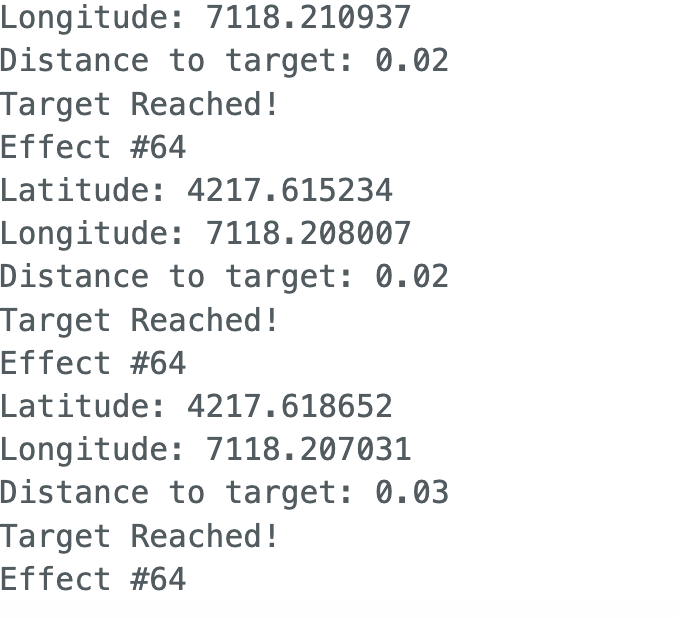 Longitude: 7118.210937
Distance to target: 0.02
Target Reached!
Effect #64
Latitude: 4217.615234
Longitude: 7118.208007
Distance to target: 0.02
Target Reached!
Effect #64
Latitude: 4217.618652
Longitude: 7118.207031
Distance to target: 0.03
Target Reached!
Effect #64